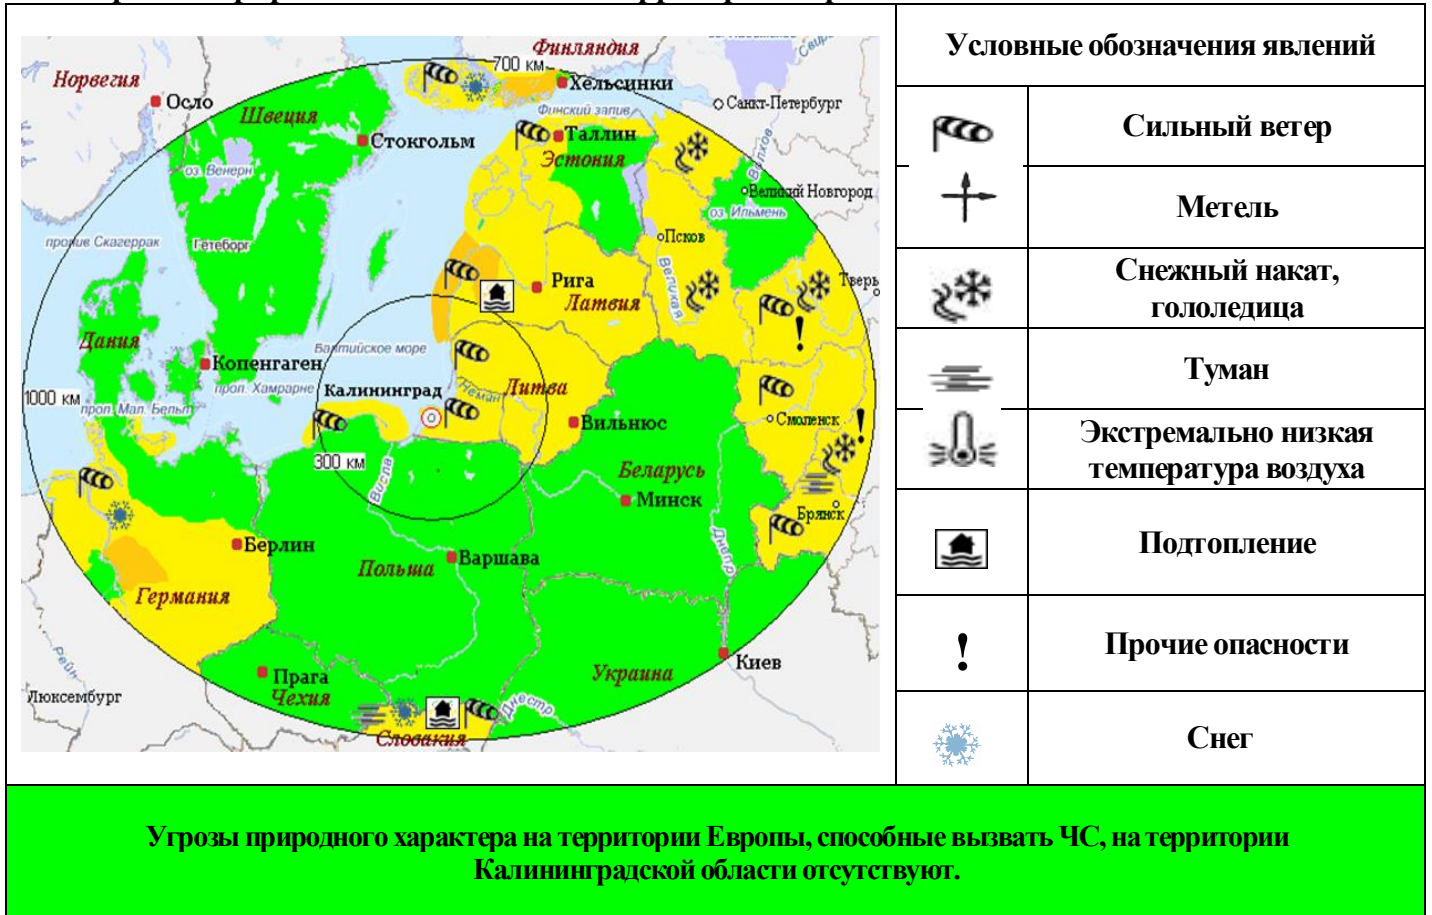 Финляндия
Норвегия
700 км
Хельсинки
Осло
Санкт-Петербург
Швеция
Финский залив
Стокгольм
Таллин
Эстония
Волхов
оз. Венерн
Великий Новгород
оз. Ильмень
пролив Скагеррак
Гетеборг
Псков
Великая
Рига
Тверь
Латвия
Дания
Балтийское море
Копенгаген
прол. Хамрарне
Калининград
Неман
Литва
1000 км
прол. Мал. Бельт
Смоленск
Вильнюс
300 км
Висла
Беларусь
Минск
Брянск
Берлин
Варшава
Днепр
Польша
Германия
Рейн
Прага
Чехия
Украина
Киев
Люксембург
Днестр
Словакия
Условные обозначения явлений
Сильный ветер
Метель
Снежный накат,
гололедица
Туман
Экстремально низкая
температура воздуха
Подтопление
!
Прочие опасности
Снег
Угрозы природного характера на территории Европы, способные вызвать ЧС, на территории
Калининградской области отсутствуют.